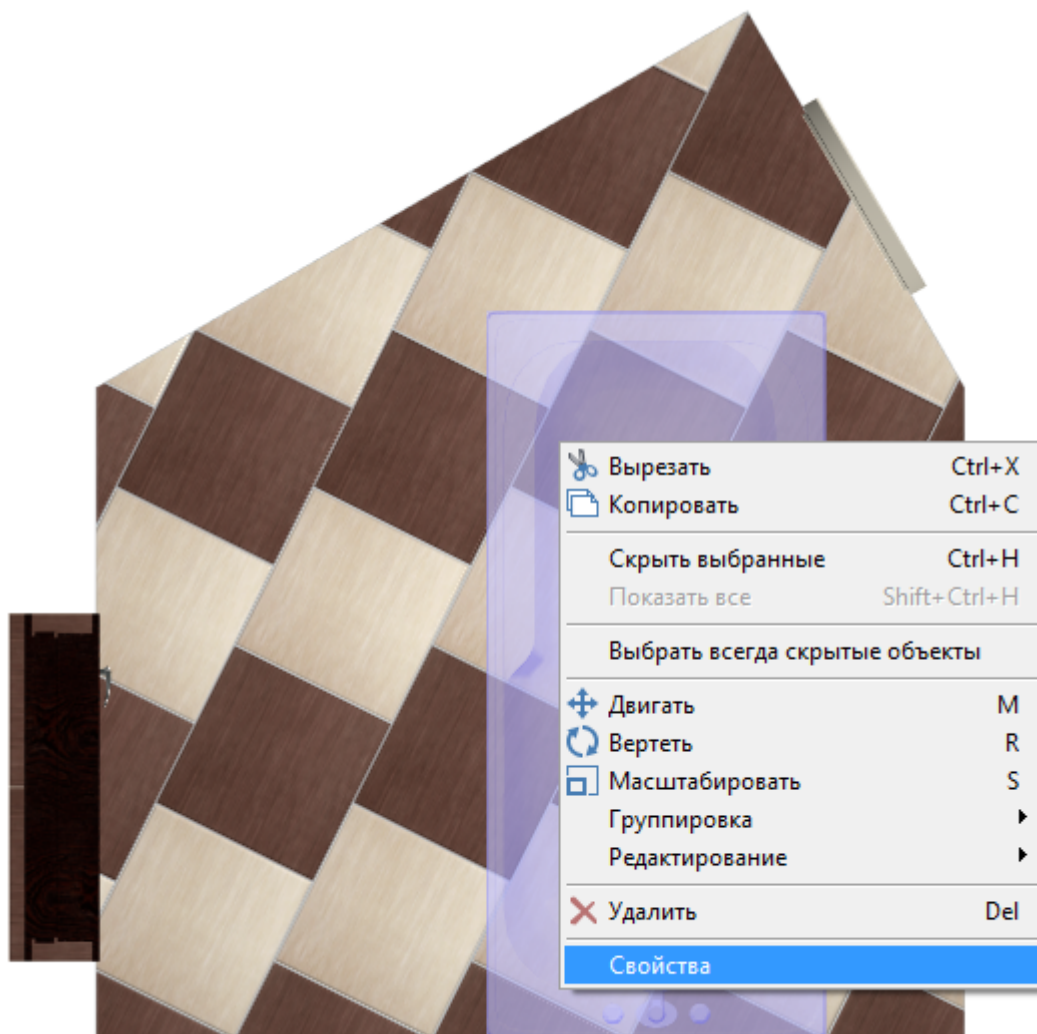 Вырезать Ctrl+X
Копировать Ctrl+C
Скрыть выбранные Ctrl+H
Показать все Shift+Ctrl+H
Выбрать всегда скрытые объекты
Двигать M
Вертеть R
Масштабировать S
Группировка
Редактирование
Удалить Del
Свойства